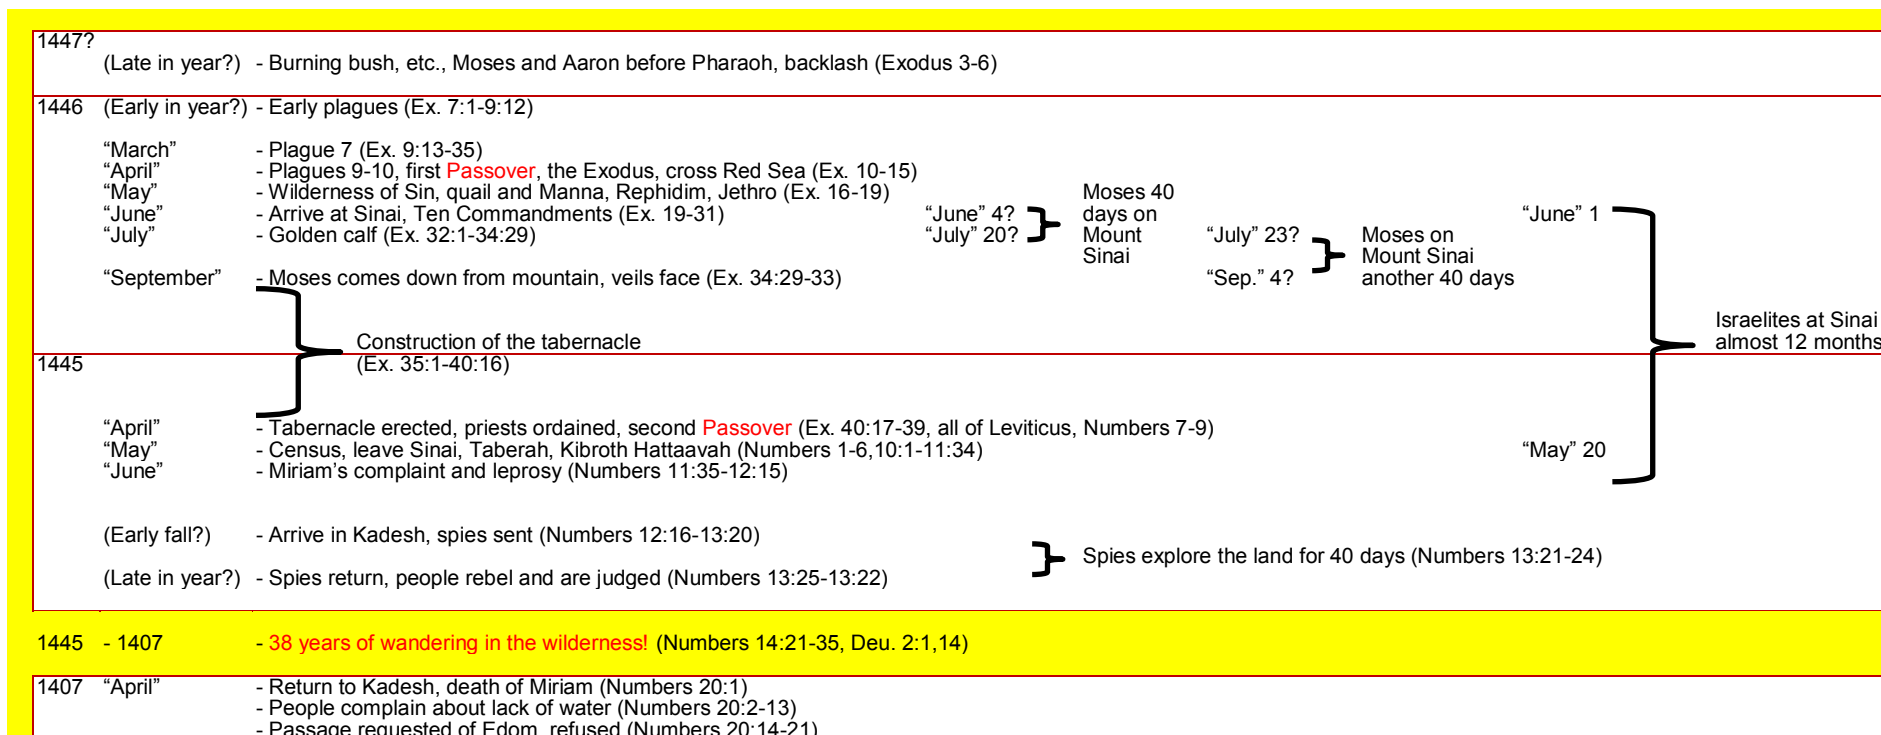 1447?
(Late in year?) - Burning bush, etc., Moses and Aaron before Pharaoh, backlash (Exodus 3-6)
1446 (Early in year?) - Early plagues (Ex. 7:1-9:12)
“March” - Plague 7 (Ex. 9:13-35)
“April” - Plagues 9-10, first Passover, the Exodus, cross Red Sea (Ex. 10-15)
“May” - Wilderness of Sin, quail and Manna, Rephidim, Jethro (Ex. 16-19) Moses 40
“June” - Arrive at Sinai, Ten Commandments (Ex. 19-31) “June” 4? days on “June” 1
“July” - Golden calf (Ex. 32:1-34:29) “July” 20? Mount “July” 23? Moses on
Sinai Mount Sinai
“September” - Moses comes down from mountain, veils face (Ex. 34:29-33) “Sep.” 4? another 40 days
Israelites at Sinai
Construction of the tabernacle almost 12 months
1445 (Ex. 35:1-40:16)
“April” - Tabernacle erected, priests ordained, second Passover (Ex. 40:17-39, all of Leviticus, Numbers 7-9)
“May” - Census, leave Sinai, Taberah, Kibroth Hattaavah (Numbers 1-6,10:1-11:34) “May” 20
“June” - Miriam’s complaint and leprosy (Numbers 11:35-12:15)
(Early fall?) - Arrive in Kadesh, spies sent (Numbers 12:16-13:20)
Spies explore the land for 40 days (Numbers 13:21-24)
(Late in year?) - Spies return, people rebel and are judged (Numbers 13:25-13:22)
1445 - 1407 - 38 years of wandering in the wilderness! (Numbers 14:21-35, Deu. 2:1,14)
1407 “April” - Return to Kadesh, death of Miriam (Numbers 20:1)
- People complain about lack of water (Numbers 20:2-13)
- Passage requested of Edom, refused (Numbers 20:14-21)